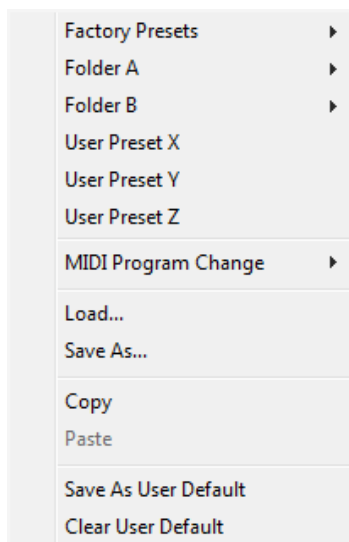 Factory Presets
Folder A
Folder B
User Preset X
User Preset Y
User Preset Z
MIDI Program Change
Load...
Save As...
Copy
Paste
Save As User Default
Clear User Default